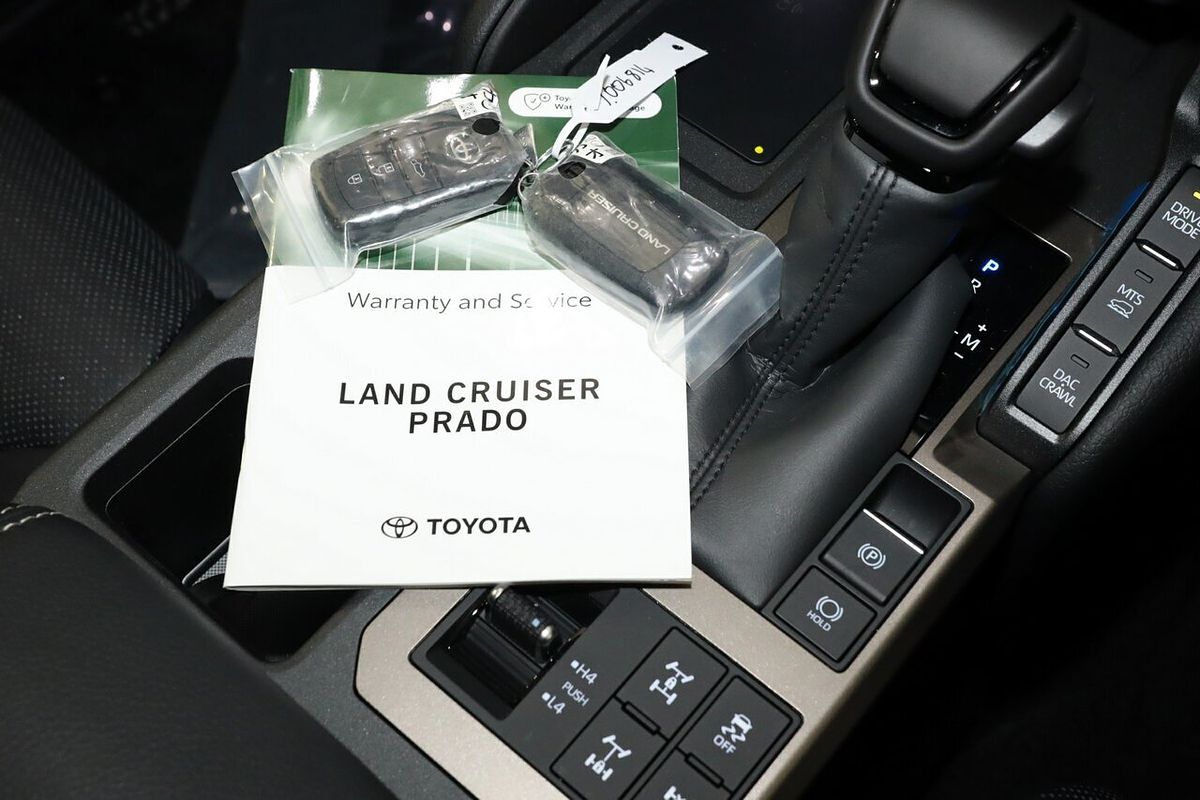 1006814
LAND CRUISER
Warranty and Service
LAND CRUISER
PRADO
TOYOTA
P
R
+
M
−
DRIVE
MODE
MTS
DAC
CRAWL
P
HOLD
H4
PUSH
L4
OFF